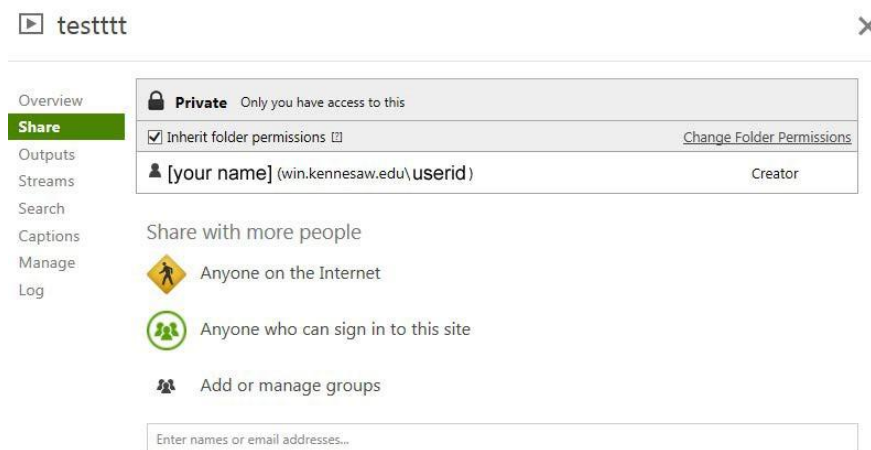 testttt
Overview
Share
Outputs
Streams
Search
Captions
Manage
Log
Private Only you have access to this
Inherit folder permissions [?] Change Folder Permissions
[your name] (win.kennesaw.edu\userid) Creator
Share with more people
Anyone on the Internet
Anyone who can sign in to this site
Add or manage groups
Enter names or email addresses...